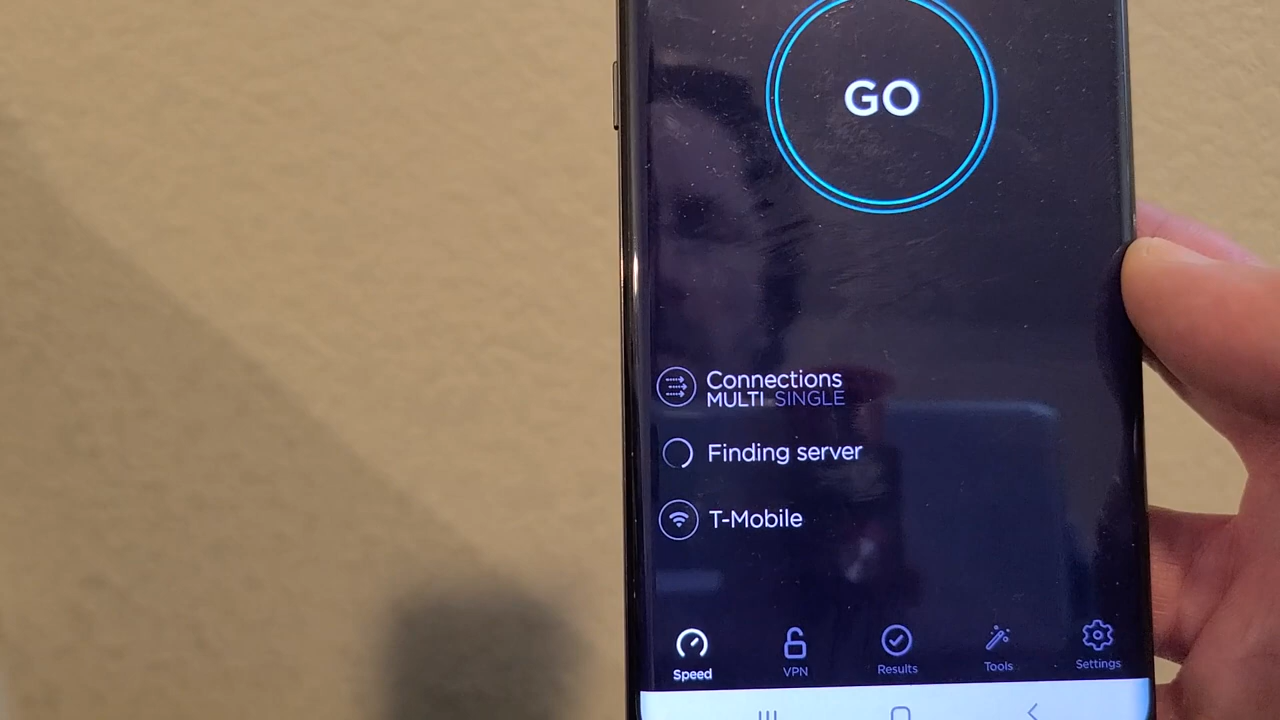 GO
Connections
MULTI SINGLE
Finding server
T-Mobile
Speed
VPN
Results
Tools
Settings